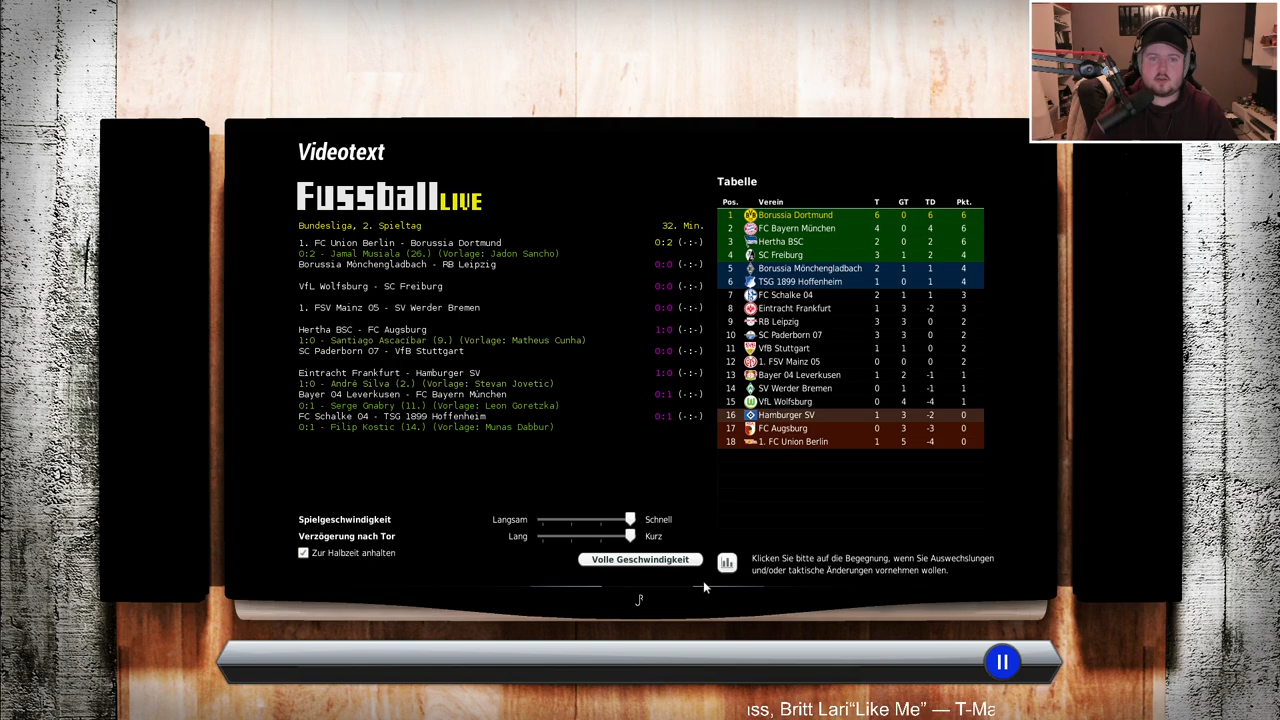 NEW YORK
Videotext
Fussball LIVE
Bundesliga, 2. Spieltag 32. Min.
1. FC Union Berlin - Borussia Dortmund 0:2 (-:-)
0:2 - Jamal Musiala (26.) (Vorlage: Jadon Sancho)
Borussia Mönchengladbach - RB Leipzig 0:0 (-:-)
VfL Wolfsburg - SC Freiburg 0:0 (-:-)
1. FSV Mainz 05 - SV Werder Bremen 0:0 (-:-)
Hertha BSC - FC Augsburg 1:0 (-:-)
1:0 - Santiago Ascacibar (9.) (Vorlage: Matheus Cunha)
SC Paderborn 07 - VfB Stuttgart 0:0 (-:-)
Eintracht Frankfurt - Hamburger SV 1:0 (-:-)
1:0 - André Silva (2.) (Vorlage: Stevan Jovetic)
Bayer 04 Leverkusen - FC Bayern München 0:1 (-:-)
0:1 - Serge Gnabry (11.) (Vorlage: Leon Goretzka)
FC Schalke 04 - TSG 1899 Hoffenheim 0:1 (-:-)
0:1 - Filip Kostic (14.) (Vorlage: Munas Dabbur)
Tabelle
Pos. Verein T GT TD Pkt.
1 Borussia Dortmund 6 0 6 6
2 FC Bayern München 4 0 4 6
3 Hertha BSC 2 0 2 6
4 SC Freiburg 3 1 2 4
5 Borussia Mönchengladbach 2 1 1 4
6 TSG 1899 Hoffenheim 1 0 1 4
7 FC Schalke 04 2 1 1 3
8 Eintracht Frankfurt 1 3 -2 3
9 RB Leipzig 3 3 0 2
10 SC Paderborn 07 3 3 0 2
11 VfB Stuttgart 1 1 0 2
12 1. FSV Mainz 05 0 0 0 2
13 Bayer 04 Leverkusen 1 2 -1 1
14 SV Werder Bremen 0 1 -1 1
15 VfL Wolfsburg 0 4 -4 1
16 Hamburger SV 1 3 -2 0
17 FC Augsburg 0 3 -3 0
18 1. FC Union Berlin 1 5 -4 0
Spielgeschwindigkeit Langsam Schnell
Verzögerung nach Tor Lang Kurz
Zur Halbzeit anhalten
Volle Geschwindigkeit
Klicken Sie bitte auf die Begegnung, wenn Sie Auswechslungen
und/oder taktische Änderungen vornehmen wollen.
ıss, Britt Lari“Like Me” — T-Ma